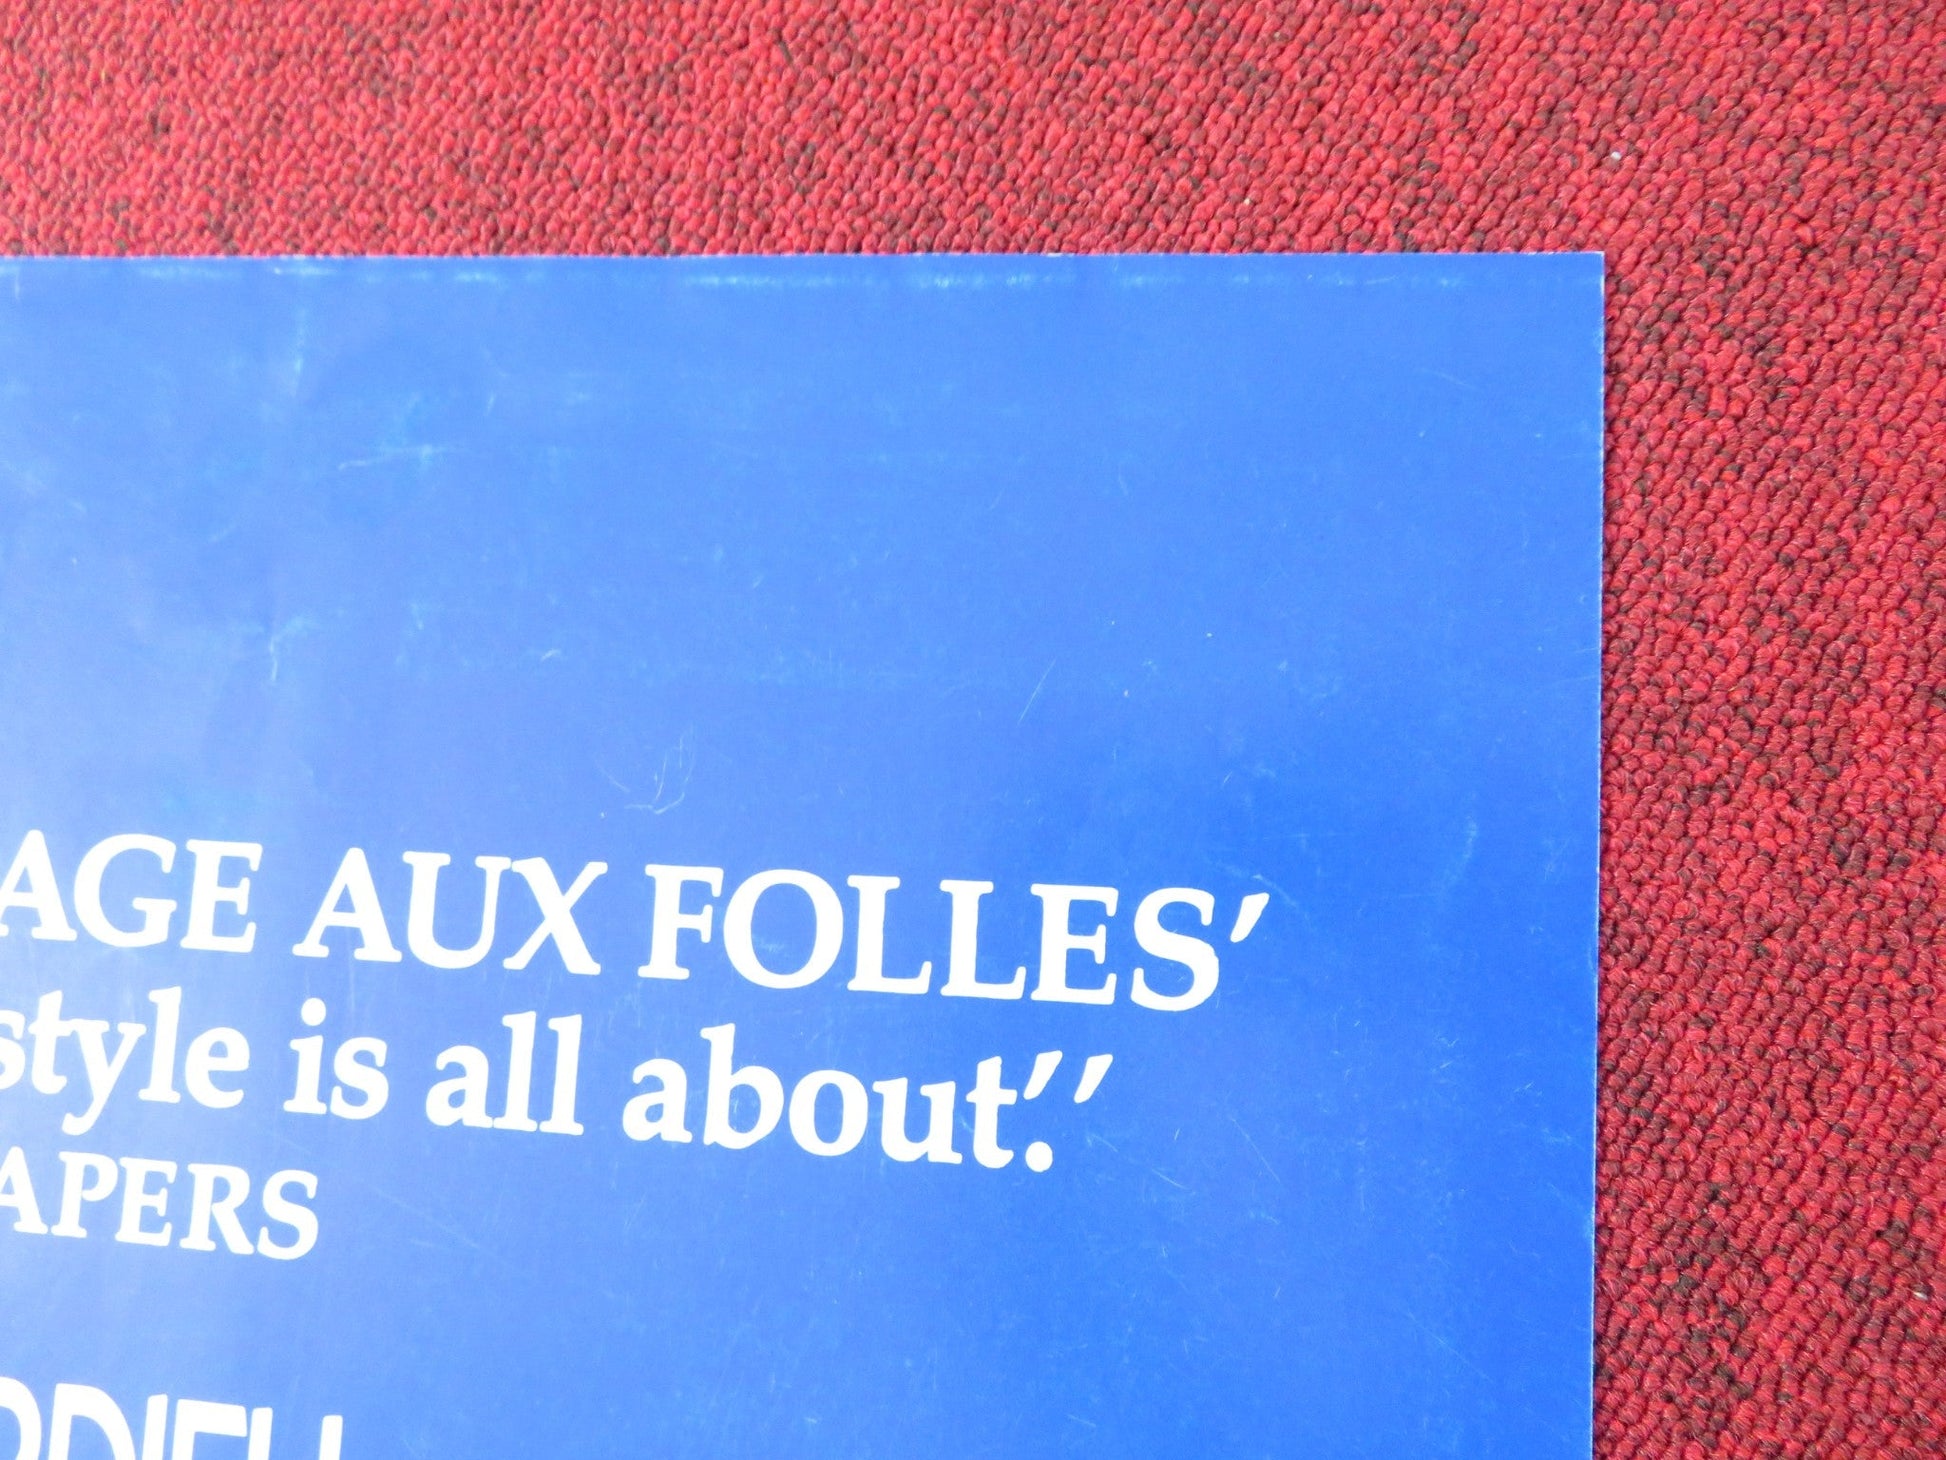 AGE AUX FOLLES’
style is all about.”
APERS